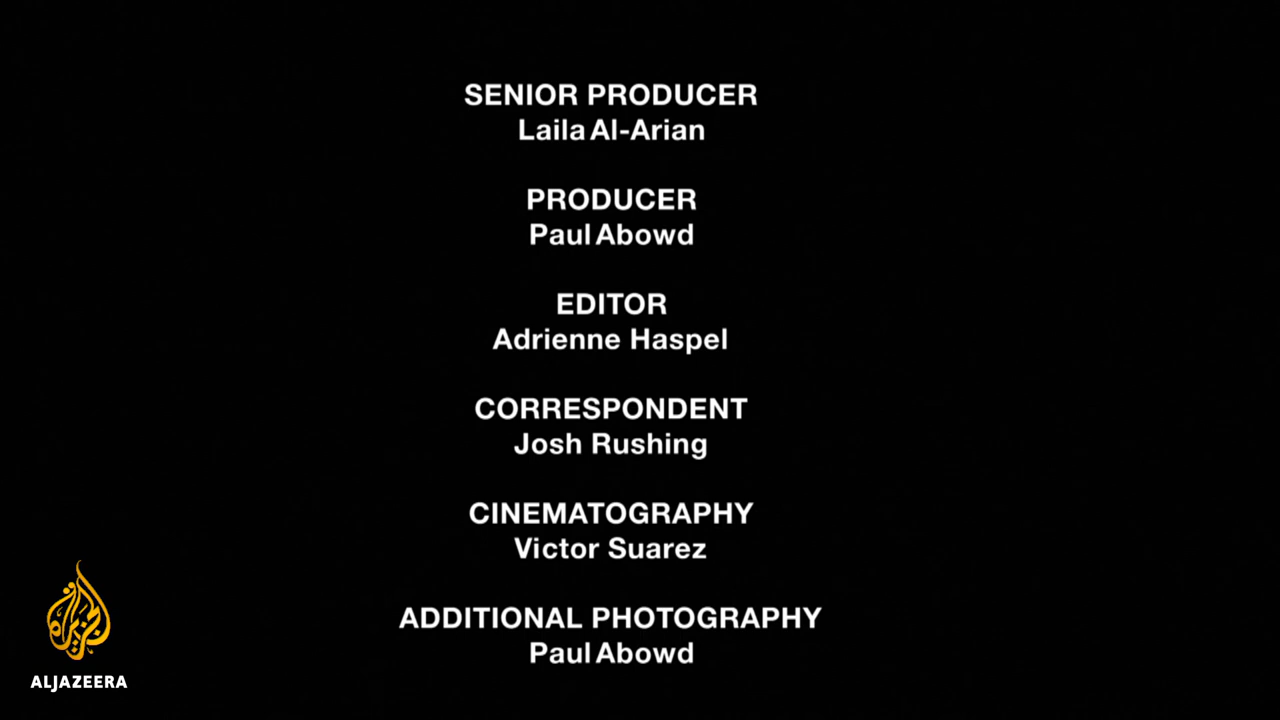 SENIOR PRODUCER
Laila Al-Arian
PRODUCER
Paul Abowd
EDITOR
Adrienne Haspel
CORRESPONDENT
Josh Rushing
CINEMATOGRAPHY
Victor Suarez
ADDITIONAL PHOTOGRAPHY
Paul Abowd
الجزيرة
ALJAZEERA